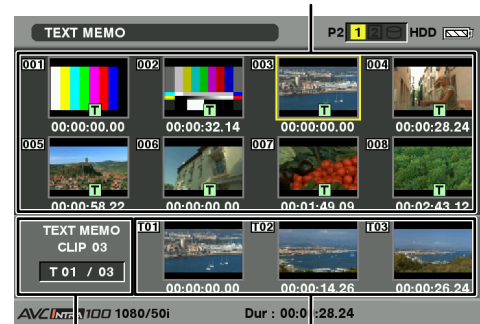 TEXT MEMO P2 1 2 HDD
001 002 003 004
T T T T
00:00:00.00 00:00:32.14 00:00:00.00 00:00:28.24
005 006 007 008
T T T T
00:00:58.22 00:00:00.00 00:01:49.09 00:02:43.12
TEXT MEMO
CLIP 03
T 01 / 03
T01 T02 T03
00:00:00.00 00:00:14.26 00:00:26.24
AVC INTRA 100 1080/50i Dur : 00:0 :28.24